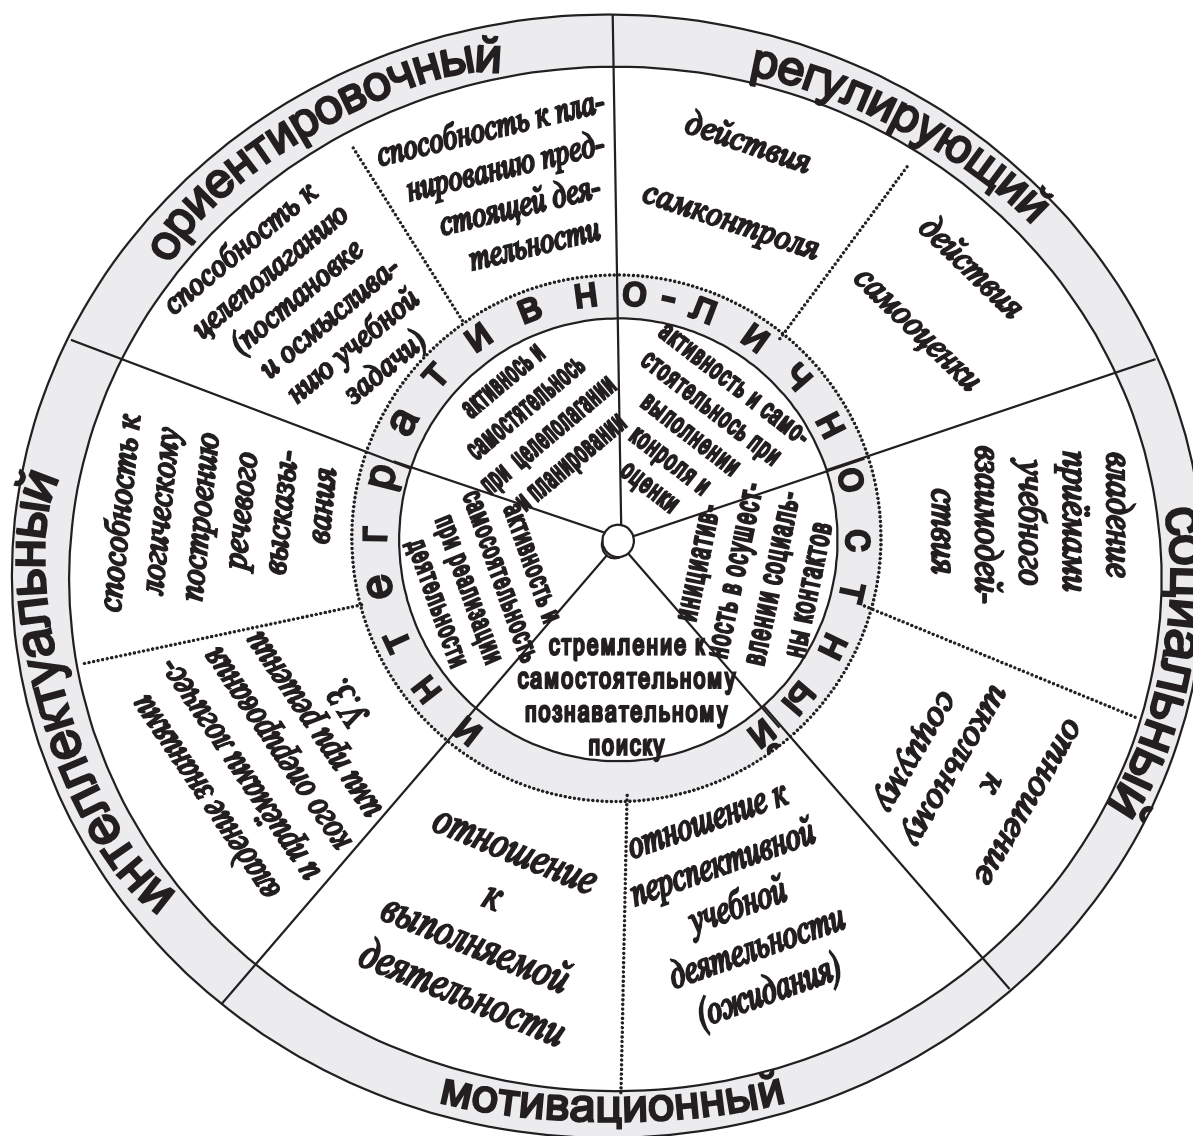 ориентировочный
способность к
целеполаганию
(постановке
и осмыслива-
нию учебной
задачи)
способность к пла-
нированию пред-
стоящей дея-
тельности
регулирующий
действия
самконтроля
действия
самооценки
социальный
владение
приёмами
учебного
взаимодей-
ствия
отношение
к
школьному
социуму
мотивационный
отношение к
перспективной
учебной
деятельности
(ожидания)
отношение
к
выполняемой
деятельности
интеллектуальный
владение знаниями
и приёмами логичес-
кого оперирования
ими при решении
У.З.
способность к
логическому
построению
речевого
высказы-
вания
интегративно-личностный
активнось и
самостятельнось
при целеполагании
и планировании
активность и само-
стоятельнось при
выполнении
конроля и
оценки
инициатив-
ность в осущест-
влении социаль-
ны контактов
стремление к
самостоятельному
познавательному
поиску
активность и
самосоятельность
при реализации
деятельности